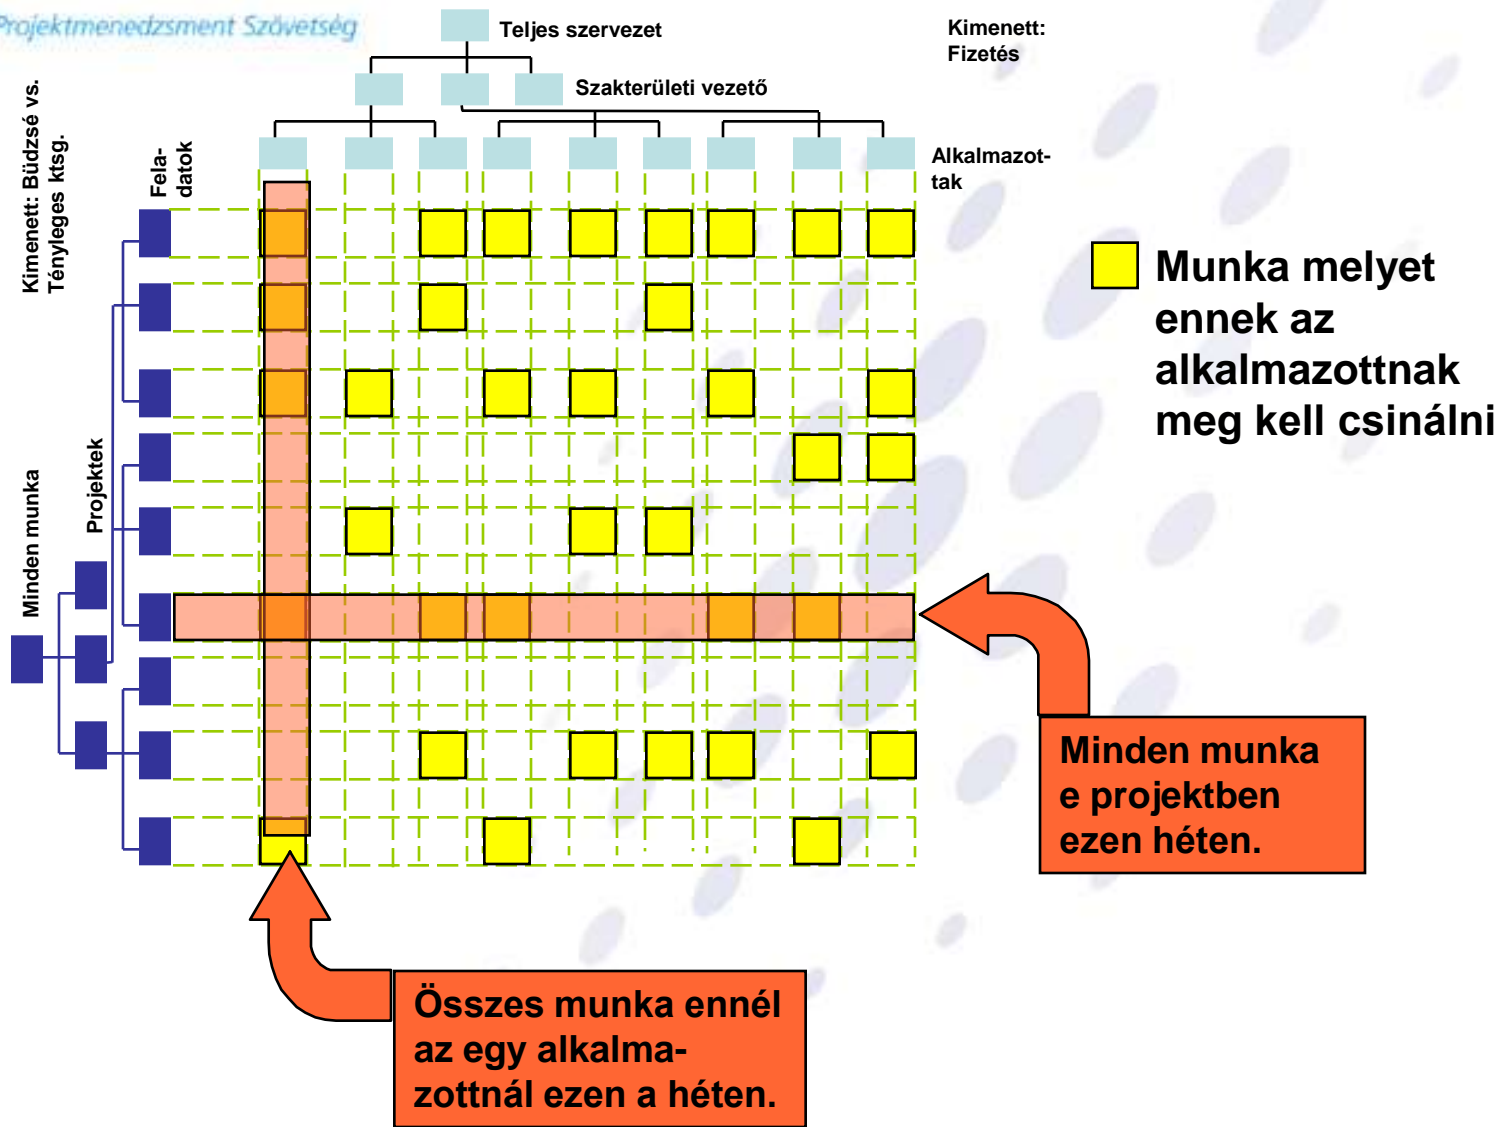 Projektmenedzsment Szövetség
Teljes szervezet
Kimenett:
Fizetés
Szakterületi vezető
Kimenett: Büdzsé vs.
Tényleges ktsg.
Fela-
datok
Alkalmazot-
tak
Munka melyet
ennek az
alkalmazottnak
meg kell csinálni
Projektek
Minden munka
Minden munka
e projektben
ezen héten.
Összes munka ennél
az egy alkalma-
zottnál ezen a héten.